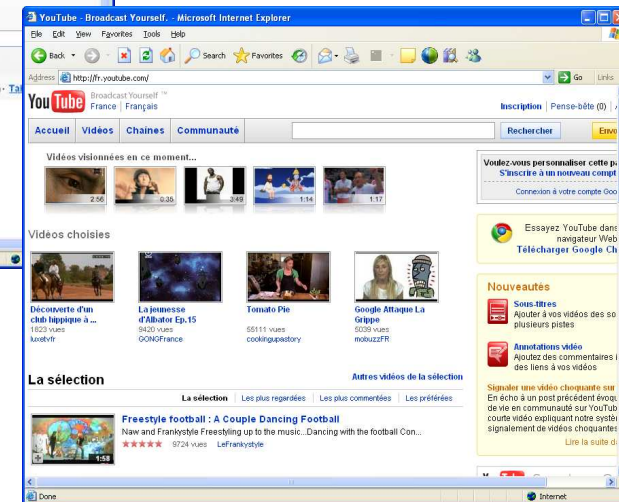 YouTube - Broadcast Yourself. - Microsoft Internet Explorer
File Edit View Favorites Tools Help
Back Search Favorites
Address http://fr.youtube.com/ Go Links
You Tube Broadcast Yourself ™
France | Français
Inscription | Pense-bête (0) |
Accueil Vidéos Chaînes Communauté Rechercher Envo
Vidéos visionnées en ce moment...
2:56 0:35 3:49 1:14 1:17
Vidéos choisies
Découverte d'un club hippique à ...
1823 vues
luxetvfr
La jeunesse d'Albator Ep.15
9420 vues
GONGFrance
Tomato Pie
55111 vues
cookingupastory
Google Attaque La Grippe
5039 vues
mobuzzFR
La sélection
Autres vidéos de la sélection
La sélection | Les plus regardées | Les plus commentées | Les préférées
1:58
Freestyle football : A Couple Dancing Football
Naw and Frankystyle Freestyling up to the music...Dancing with the football Con...
9724 vues LeFrankystyle
Voulez-vous personnaliser cette pa
S'inscrire à un nouveau compt
Connexion à votre compte Goo
Essayez YouTube dans
navigateur Web
Télécharger Google Ch
Nouveautés
Sous-titres
Ajouter à vos vidéos des so
plusieurs pistes
Annotations vidéo
Ajoutez des commentaires i
des liens à vos vidéos
Signaler une vidéo choquante sur
En écho à un post précédent évoqu
de vie en communauté sur YouTub
courte vidéo expliquant notre systèm
signalement de vidéos choquantes
Lire la suite d
Done Internet